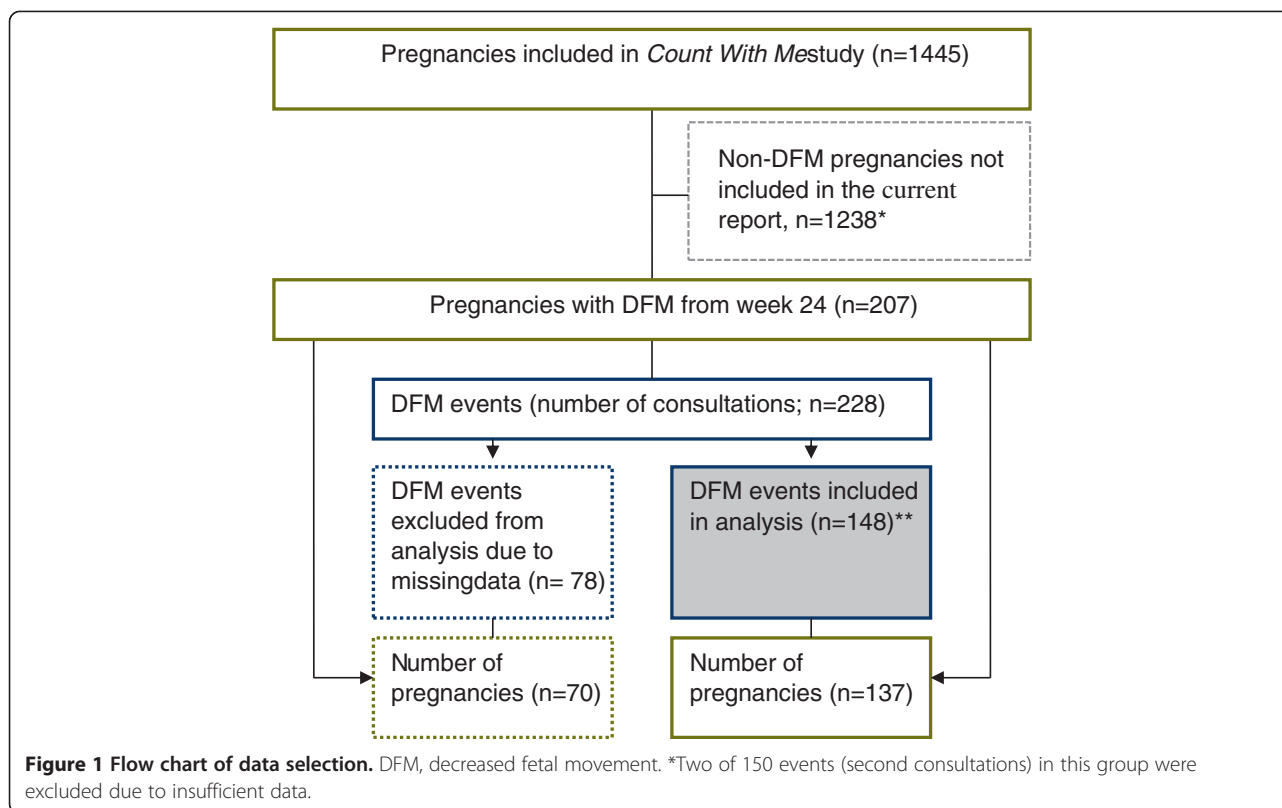 Pregnancies included in Count With Mestudy (n=1445)
Non-DFM pregnancies not
included in the current
report, n=1238*
Pregnancies with DFM from week 24 (n=207)
DFM events (number of consultations; n=228)
DFM events
excluded from
analysis due to
missingdata (n= 78)
DFM events included
in analysis (n=148)**
Number of
pregnancies (n=70)
Number of
pregnancies (n=137)
Figure 1 Flow chart of data selection. DFM, decreased fetal movement. *Two of 150 events (second consultations) in this group were
excluded due to insufficient data.